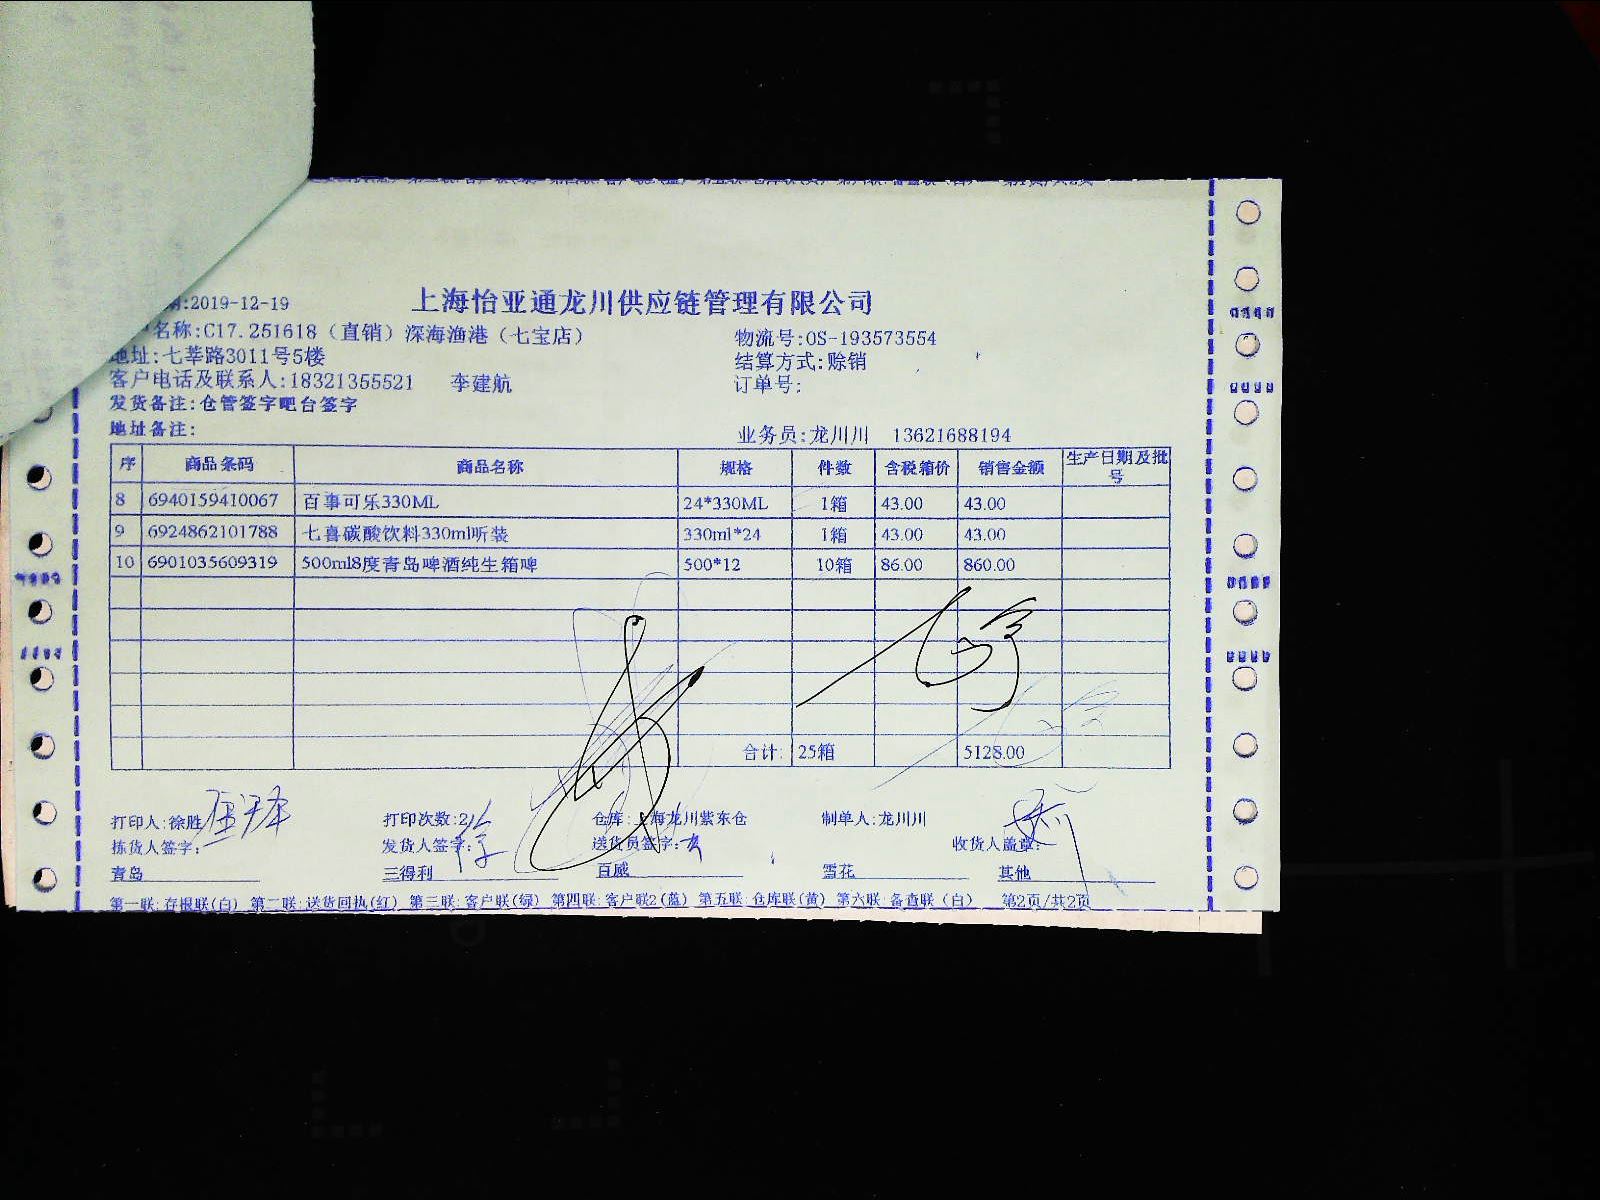 :2019-12-19
上海怡亚通龙川供应链管理有限公司
名称:C17.251618（直销）深海渔港（七宝店）
物流号:OS-193573554
地址:七莘路3011号5楼
结算方式:赊销
客户电话及联系人:18321355521 李建航
订单号:
发货备注:仓管签字吧台签字
地址备注:
业务员:龙川川 13621688194
序 商品条码 商品名称 规格 件数 含税箱价 销售金额 生产日期及批号
8 6940159410067 百事可乐330ML 24*330ML 1箱 43.00 43.00
9 6924862101788 七喜碳酸饮料330ml听装 330ml*24 1箱 43.00 43.00
10 6901035609319 500ml8度青岛啤酒纯生箱啤 500*12 10箱 86.00 860.00
合计: 25箱 5128.00
打印人:徐胜 打印次数:2 仓库:上海龙川紫东仓 制单人:龙川川
拣货人签字: 发货人签字: 送货员签字: 收货人盖章:
青岛 三得利 百威 雪花 其他
第一联:存根联(白) 第二联:送货回执(红) 第三联:客户联(绿) 第四联:客户联2(蓝) 第五联:仓库联(黄) 第六联:备查联（白） 第2页/共2页